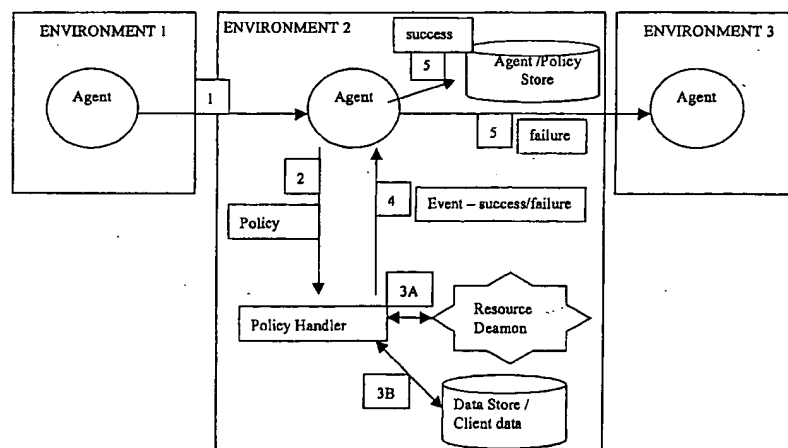 ENVIRONMENT 1
ENVIRONMENT 2
ENVIRONMENT 3
success
5
Agent /Policy
Store
Agent
1
Agent
Agent
5
failure
2
4
Event – success/failure
Policy
3A
Policy Handler
Resource
Deamon
3B
Data Store /
Client data